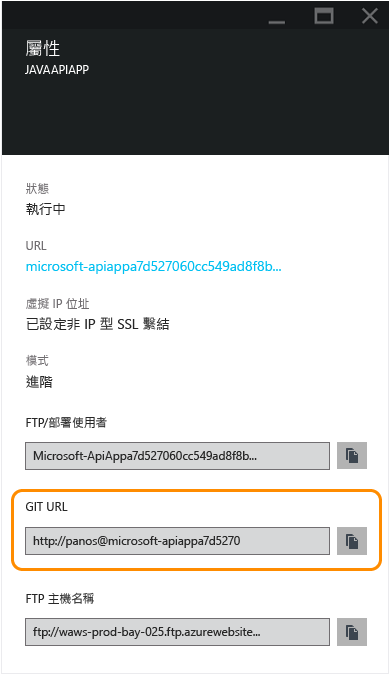 屬性
JAVAAPIAPP
狀態
執行中
URL
microsoft-apiappa7d527060cc549ad8f8b...
虛擬 IP 位址
已設定非 IP 型 SSL 繫結
模式
進階
FTP/部署使用者
Microsoft-ApiAppa7d527060cc549ad8f8b...
GIT URL
http://panos@microsoft-apiappa7d5270
FTP 主機名稱
ftp://waws-prod-bay-025.ftp.azurewebsite...